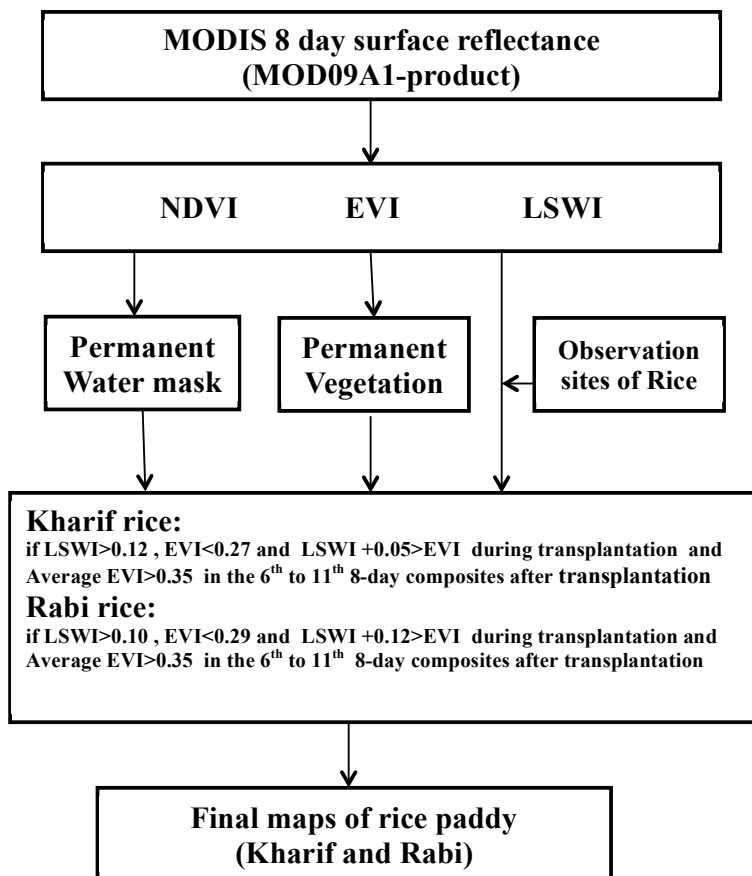 MODIS 8 day surface reflectance
(MOD09A1-product)
NDVI EVI LSWI
Permanent
Water mask
Permanent
Vegetation
Observation
sites of Rice
Kharif rice:
if LSWI>0.12 , EVI<0.27 and LSWI +0.05>EVI during transplantation and
Average EVI>0.35 in the 6th to 11th 8-day composites after transplantation
Rabi rice:
if LSWI>0.10 , EVI<0.29 and LSWI +0.12>EVI during transplantation and
Average EVI>0.35 in the 6th to 11th 8-day composites after transplantation
Final maps of rice paddy
(Kharif and Rabi)